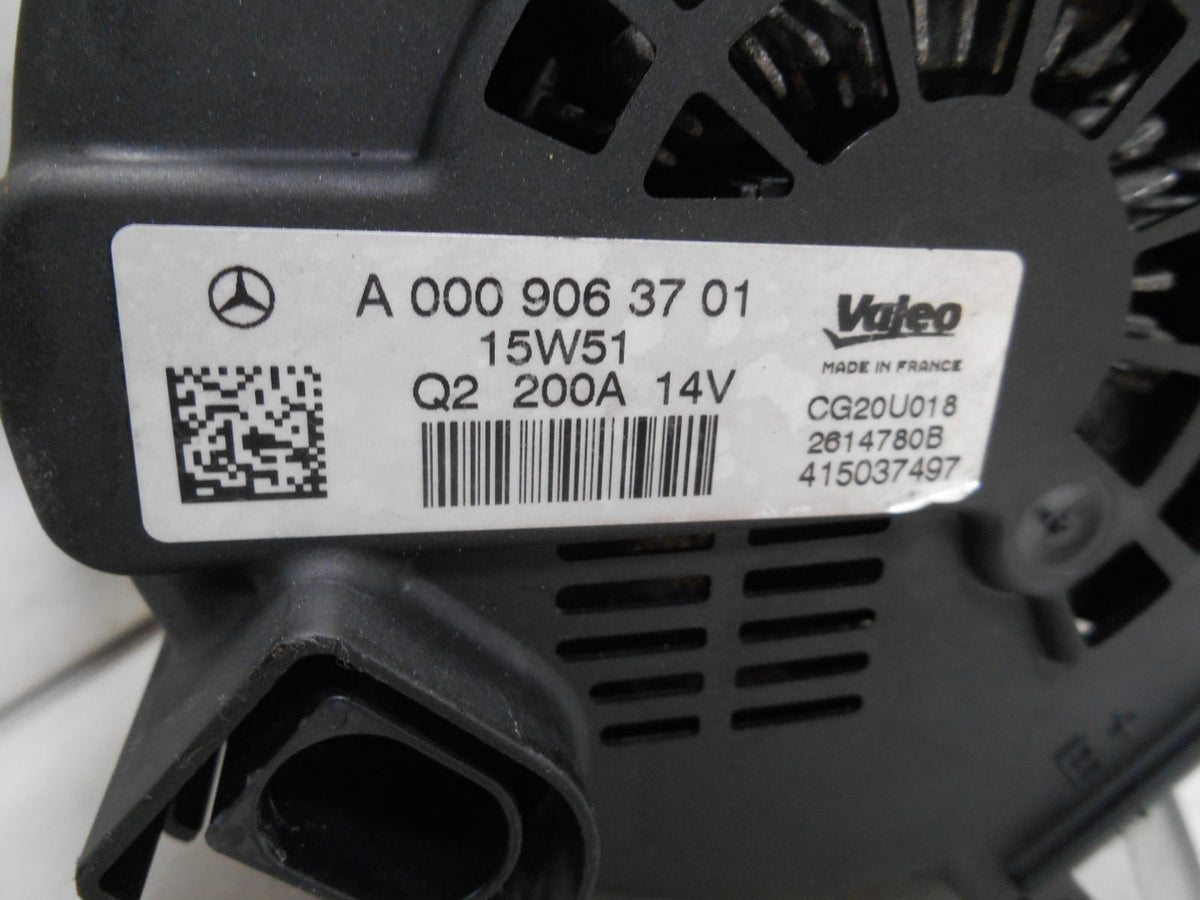 A 000 906 37 01
15W51
Q2 200A 14V
Valeo
MADE IN FRANCE
CG20U018
2614780B
415037497
B+